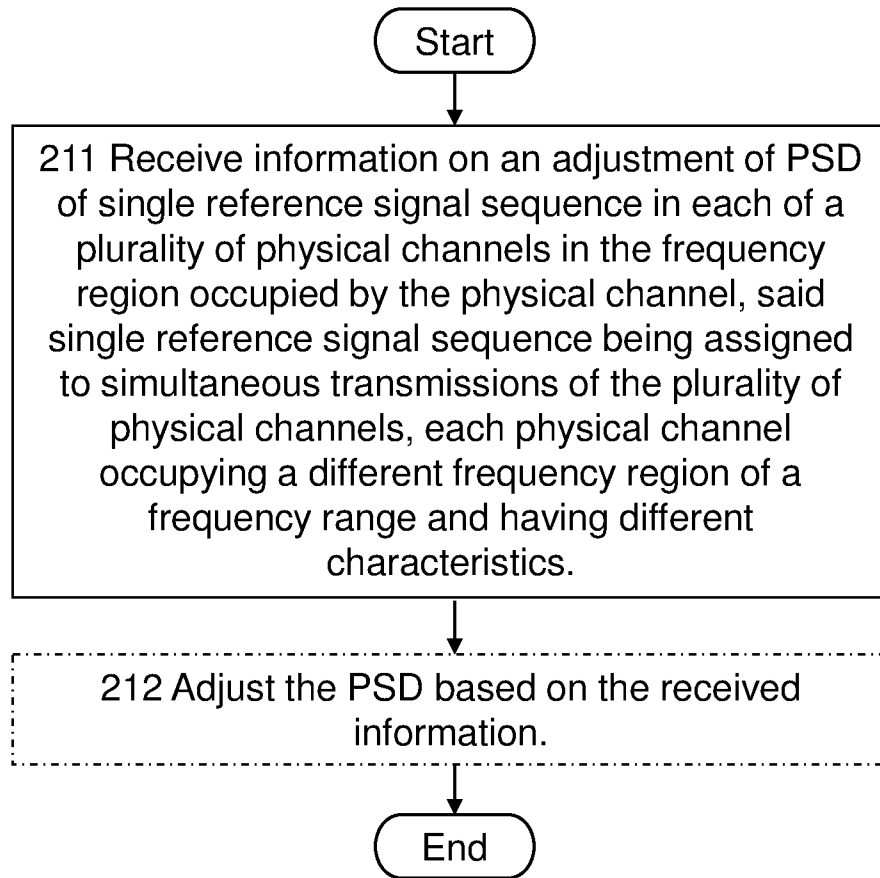 Start
211 Receive information on an adjustment of PSD
of single reference signal sequence in each of a
plurality of physical channels in the frequency
region occupied by the physical channel, said
single reference signal sequence being assigned
to simultaneous transmissions of the plurality of
physical channels, each physical channel
occupying a different frequency region of a
frequency range and having different
characteristics.
212 Adjust the PSD based on the received
information.
End